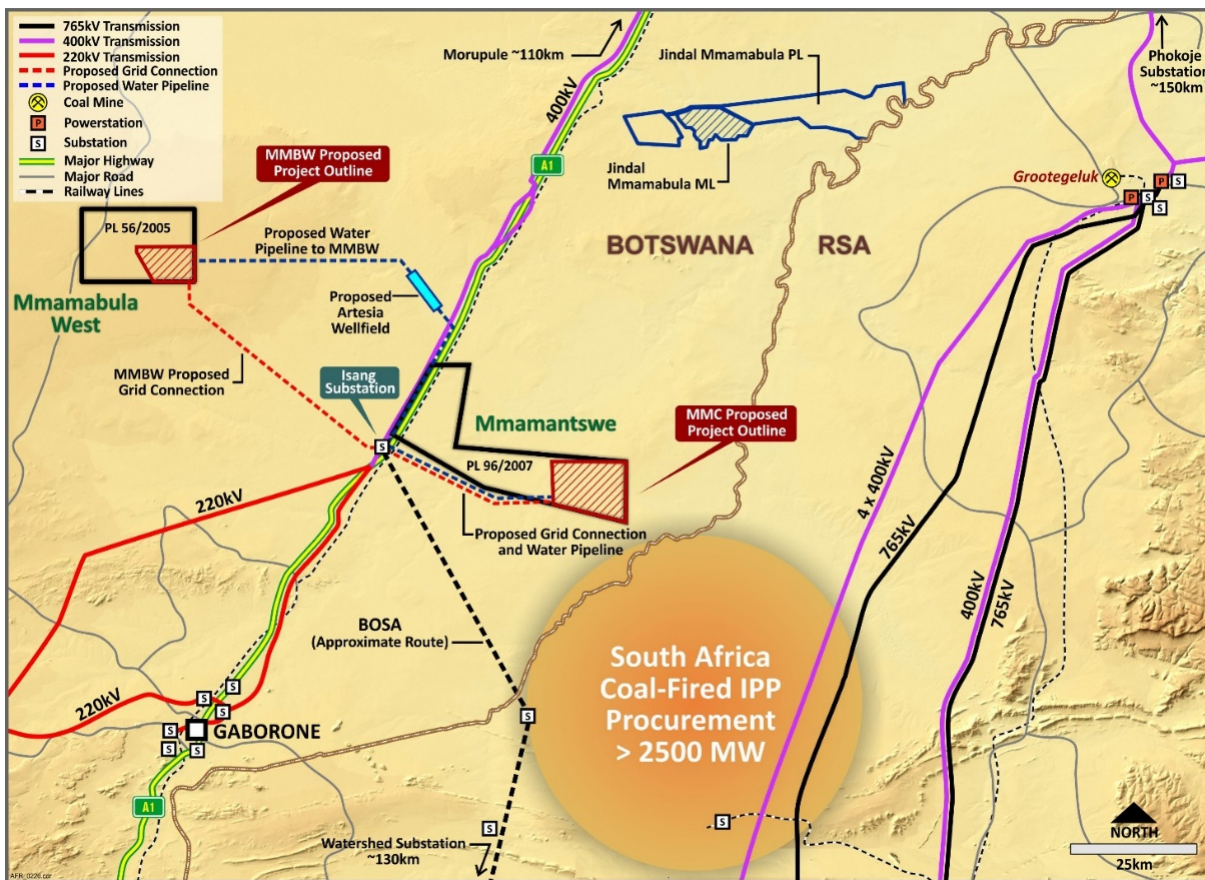 765kV Transmission
400kV Transmission
220kV Transmission
Proposed Grid Connection
Proposed Water Pipeline
Coal Mine
P
Powerstation
S
Substation
Major Highway
Major Road
Railway Lines
Morupule ~110km
400kV
A1
Jindal Mmamabula PL
Jindal
Mmamabula ML
Phokoje
Substation
~150km
Grootegeluk
P
S
P
S
S
MMBW Proposed
Project Outline
PL 56/2005
Mmamabula
West
Proposed Water
Pipeline to MMBW
Proposed
Artesia
Wellfield
BOTSWANA
RSA
MMBW Proposed
Grid Connection
Isang
Substation
S
Mmamantswe
MMC Proposed
Project Outline
PL 96/2007
Proposed Grid Connection
and Water Pipeline
220kV
4 x 400kV
765kV
400kV
765kV
BOSA
(Approximate Route)
South Africa
Coal-Fired IPP
Procurement
> 2500 MW
220kV
S
S
S
S
S
GABORONE
S
A1
S
Watershed Substation
~130km
S
NORTH
25km
AFR_0226.cdr